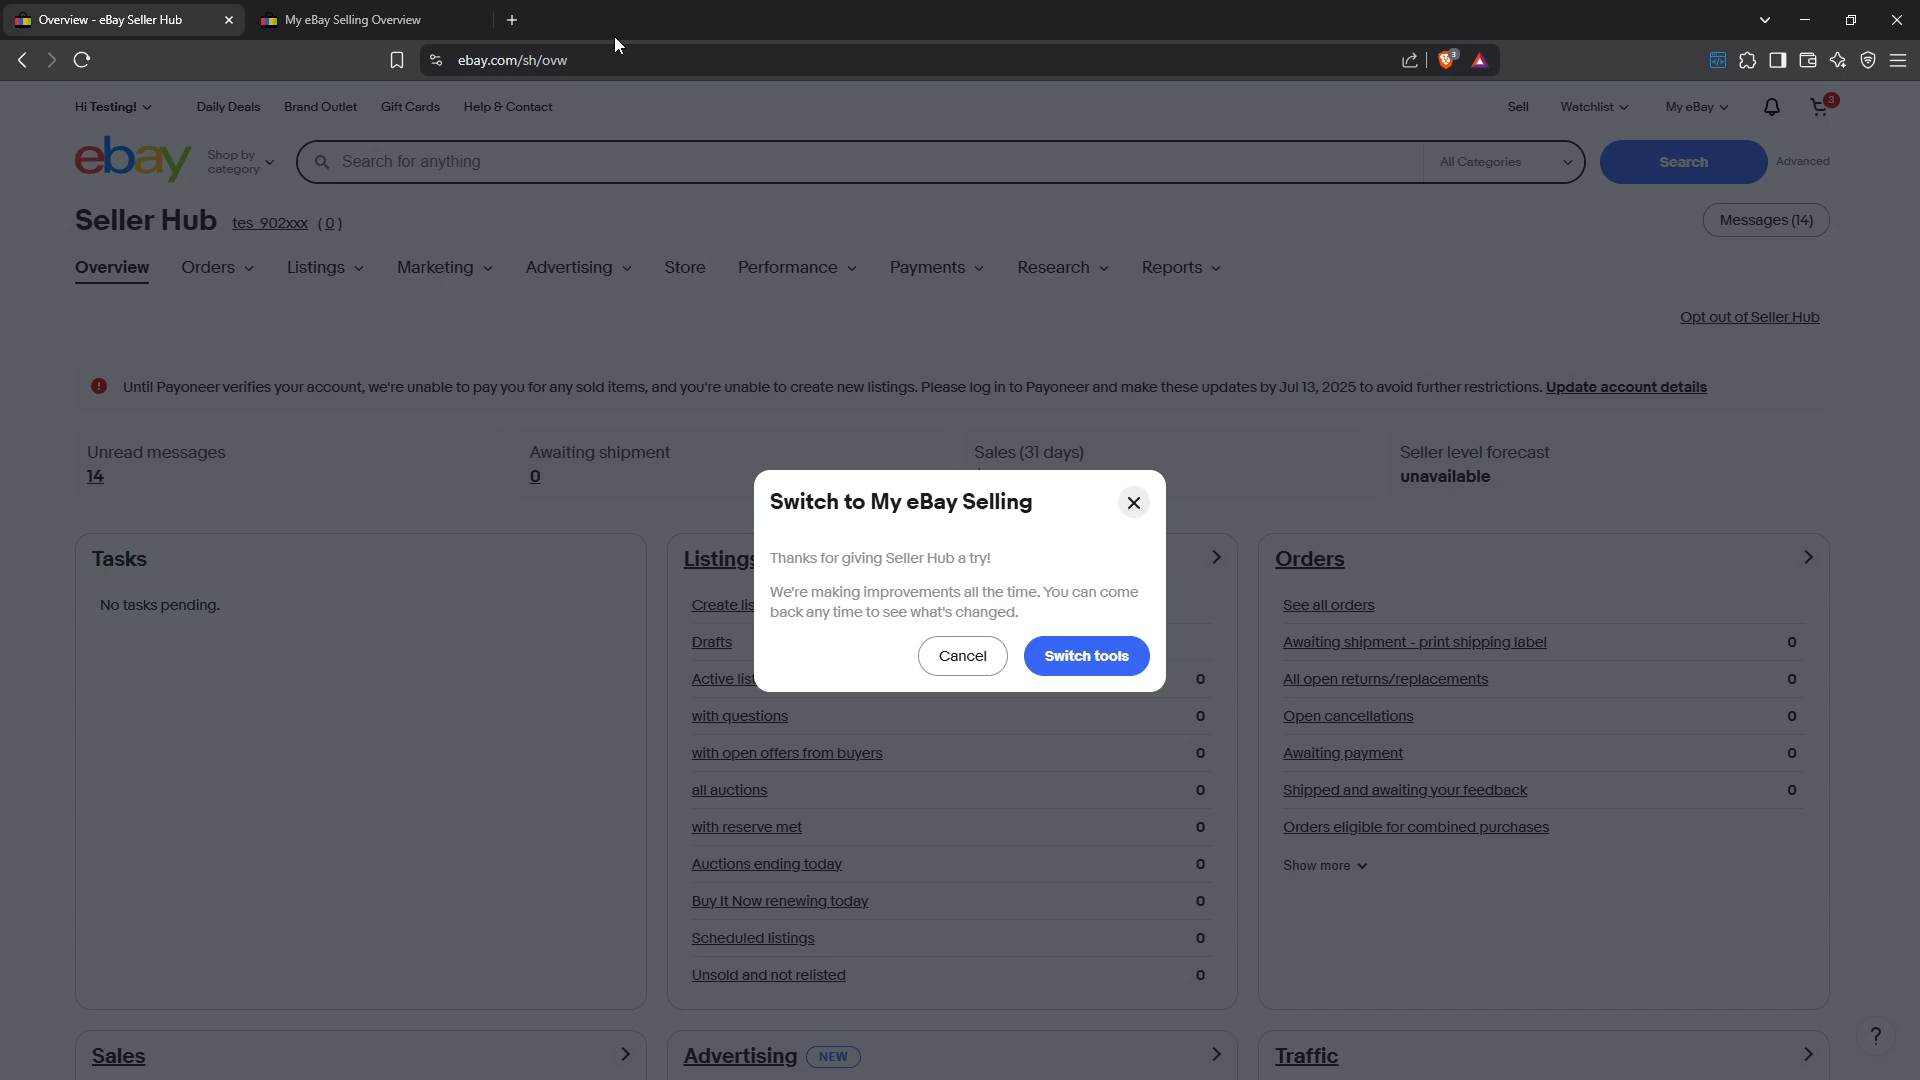 Overview - eBay Seller Hub
My eBay Selling Overview
ebay.com/sh/ovw
3
Hi Testing!
Daily Deals
Brand Outlet
Gift Cards
Help & Contact
Sell
Watchlist
My eBay
3
ebay
Shop by category
Search for anything
All Categories
Search
Advanced
Seller Hub
tes_902xxx (0)
Messages (14)
Overview
Orders
Listings
Marketing
Advertising
Store
Performance
Payments
Research
Reports
Opt out of Seller Hub
Until Payoneer verifies your account, we're unable to pay you for any sold items, and you're unable to create new listings. Please log in to Payoneer and make these updates by Jul 13, 2025 to avoid further restrictions. Update account details
Unread messages
14
Awaiting shipment
0
Sales (31 days)
Seller level forecast
unavailable
Switch to My eBay Selling
Thanks for giving Seller Hub a try!
We're making improvements all the time. You can come
back any time to see what's changed.
Cancel
Switch tools
Tasks
No tasks pending.
Listings
Create lis
Drafts
Active list 0
with questions 0
with open offers from buyers 0
all auctions 0
with reserve met 0
Auctions ending today 0
Buy It Now renewing today 0
Scheduled listings 0
Unsold and not relisted 0
Orders
See all orders
Awaiting shipment - print shipping label 0
All open returns/replacements 0
Open cancellations 0
Awaiting payment 0
Shipped and awaiting your feedback 0
Orders eligible for combined purchases
Show more
Sales
Advertising NEW
Traffic
?